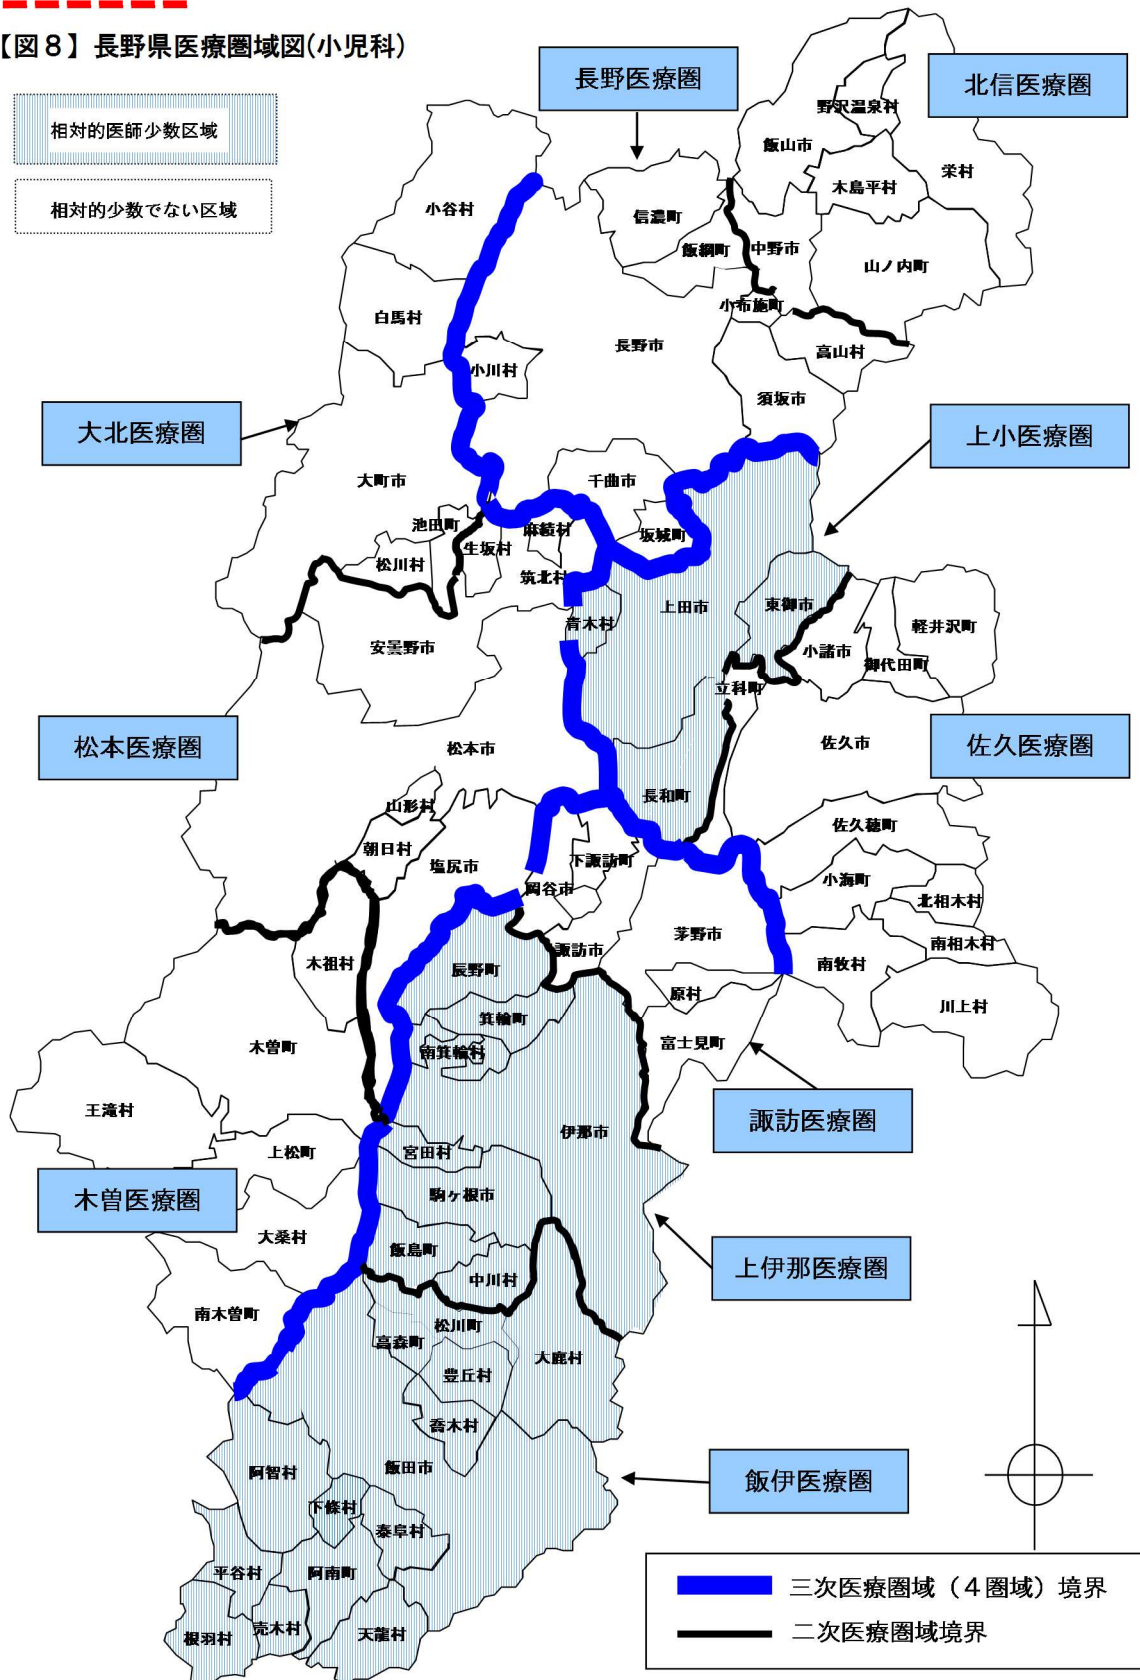 【図８】長野県医療圏域図(小児科)
長野医療圏
北信医療圏
相対的医師少数区域
相対的少数でない区域
野沢温泉村
飯山市
栄村
木島平村
小谷村
信濃町
飯綱町
中野市
山ノ内町
小布施町
白馬村
長野市
高山村
小川村
須坂市
大北医療圏
上小医療圏
大町市
千曲市
池田町
麻績村
坂城町
生坂村
松川村
筑北村
上田市
東御市
青木村
軽井沢町
安曇野市
小諸市
御代田町
立科町
松本医療圏
松本市
佐久市
佐久医療圏
長和町
山形村
佐久穂町
朝日村
塩尻市
下諏訪町
小海町
岡谷市
北相木村
茅野市
南相木村
諏訪市
木祖村
辰野町
南牧村
原村
川上村
箕輪町
木曽町
南箕輪村
富士見町
王滝村
諏訪医療圏
伊那市
上松町
宮田村
木曽医療圏
駒ヶ根市
大桑村
飯島町
上伊那医療圏
中川村
南木曽町
松川町
高森町
大鹿村
豊丘村
喬木村
阿智村
飯田市
飯伊医療圏
下條村
泰阜村
平谷村
阿南町
三次医療圏域（４圏域）境界
売木村
天龍村
根羽村
二次医療圏域境界